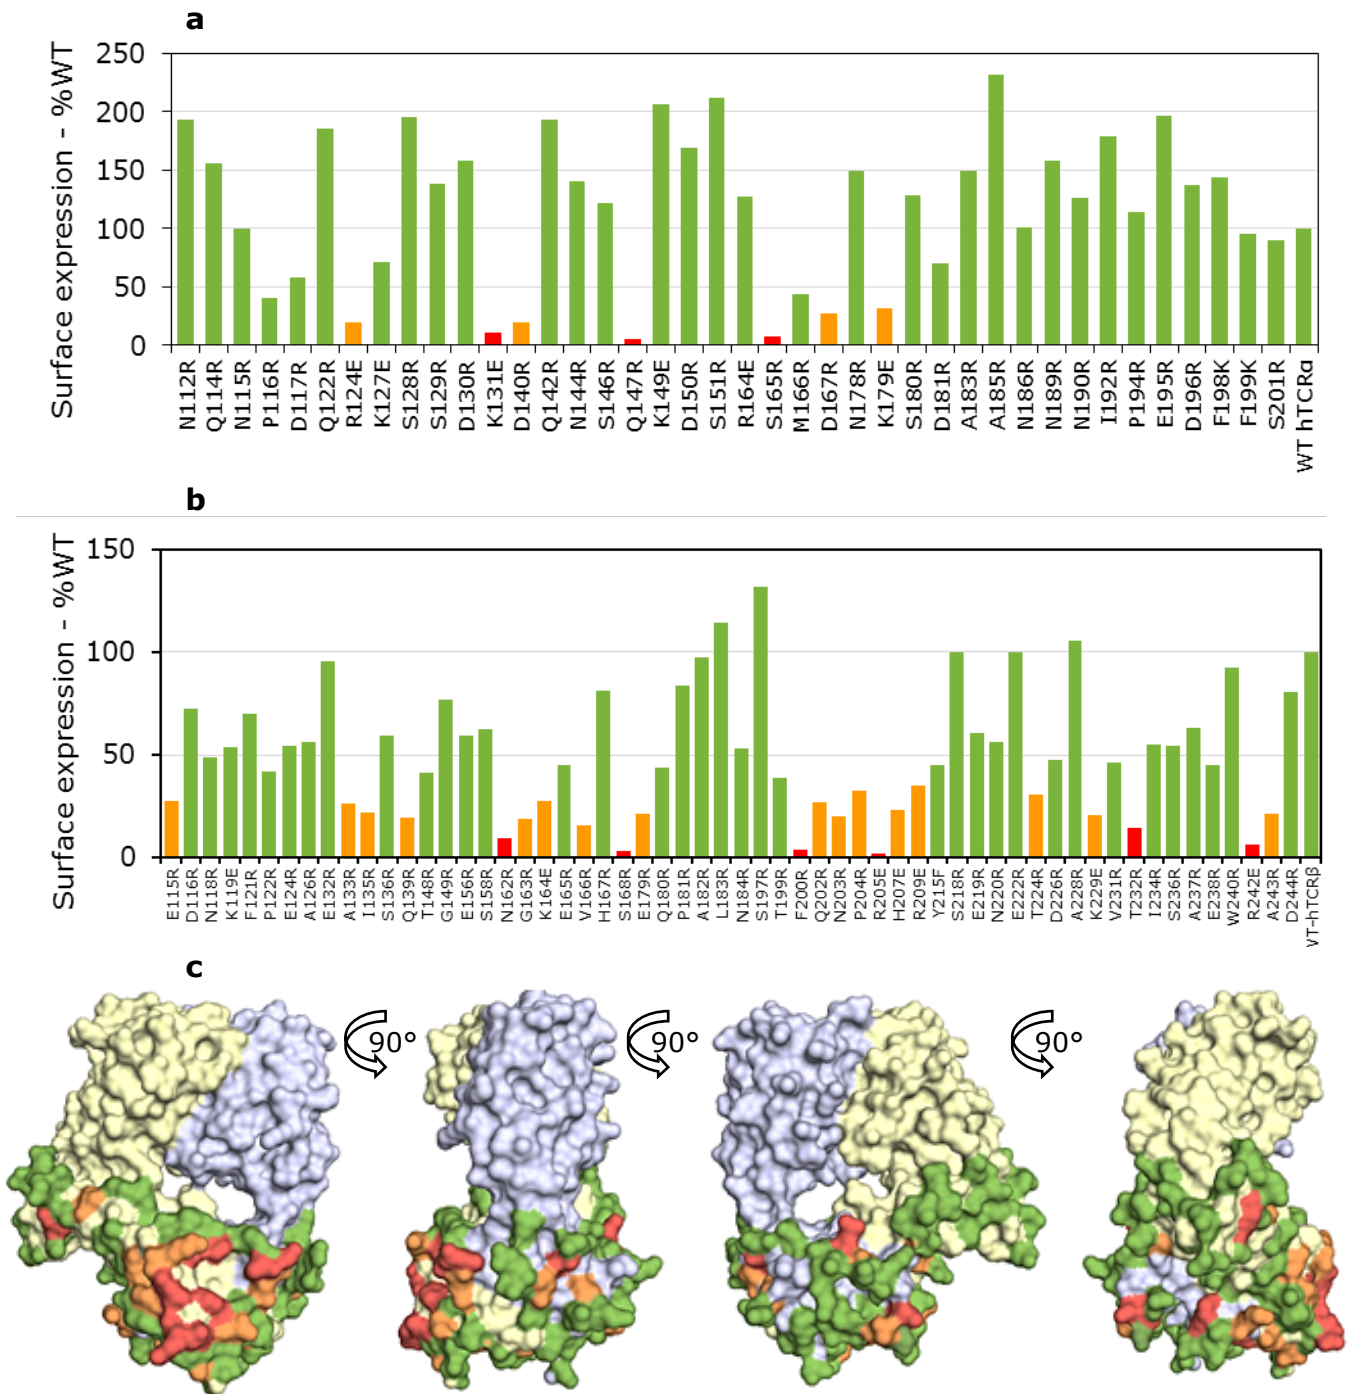 a
Surface expression - %WT
250
200
150
100
50
0
N112R Q114R N115R P116R D117R Q122R R124E K127E S128R S129R D130R K131E D140R Q142R N144R S146R Q147R K149E D150R S151R R164E S165R M166R D167R N178R K179E S180R D181R A183R A185R N186R N189R N190R I192R P194R E195R D196R F198K F199K S201R WT hTCRα
b
Surface expression - %WT
150
100
50
0
E115R D116R N118R K119E F121R P122R E124R A126R E132R A133R I135R S136R Q139R T148R G149R E156R S158R N162R G163R K164E E165R V166R H167R S168R E179R Q180R P181R A182R L183R N184R S197R T199R F200R Q202R N203R P204R R205E H207E R209E Y215F S218R E219R N220R E222R T224R D226R A228R K229E V231R T232R I234R S236R A237R E238R W240R R242E A243R D244R VT-hTCRβ
c
90° 90° 90°